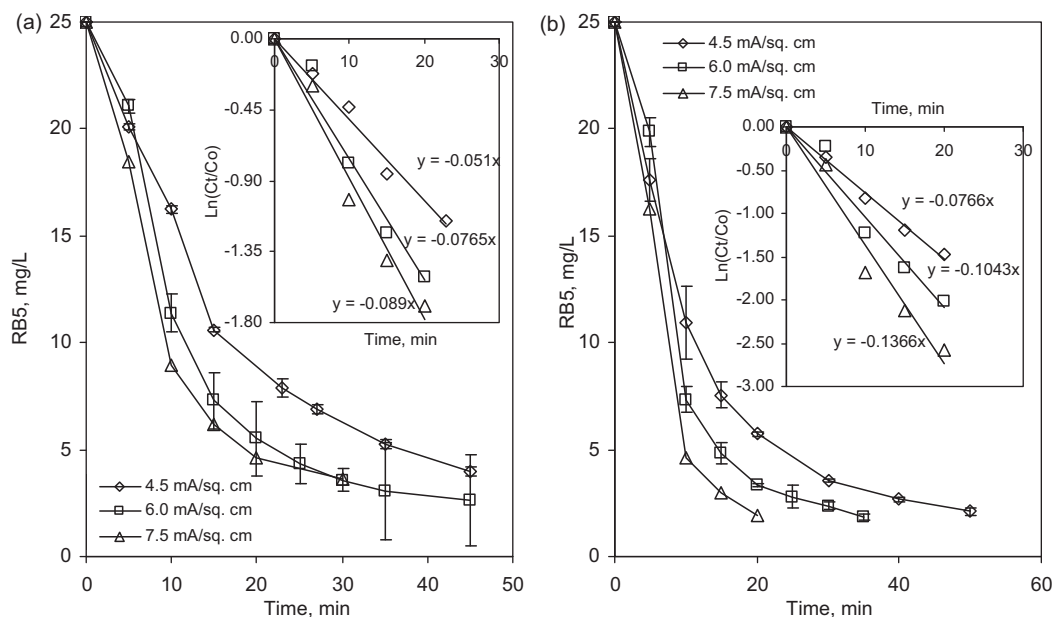 (a)
25
20
15
10
5
0
RB5, mg/L
0 10 20 30 40 50
Time, min
4.5 mA/sq. cm
6.0 mA/sq. cm
7.5 mA/sq. cm
0 10 20 30
0.00
-0.45
-0.90
-1.35
-1.80
Ln(Ct/Co)
Time, min
y = -0.051x
y = -0.0765x
y = -0.089x
(b)
25
20
15
10
5
0
RB5, mg/L
0 20 40 60
Time, min
4.5 mA/sq. cm
6.0 mA/sq. cm
7.5 mA/sq. cm
Time, min
0 10 20 30
0.00
-0.50
-1.00
-1.50
-2.00
-2.50
-3.00
Ln(Ct/Co)
y = -0.0766x
y = -0.1043x
y = -0.1366x